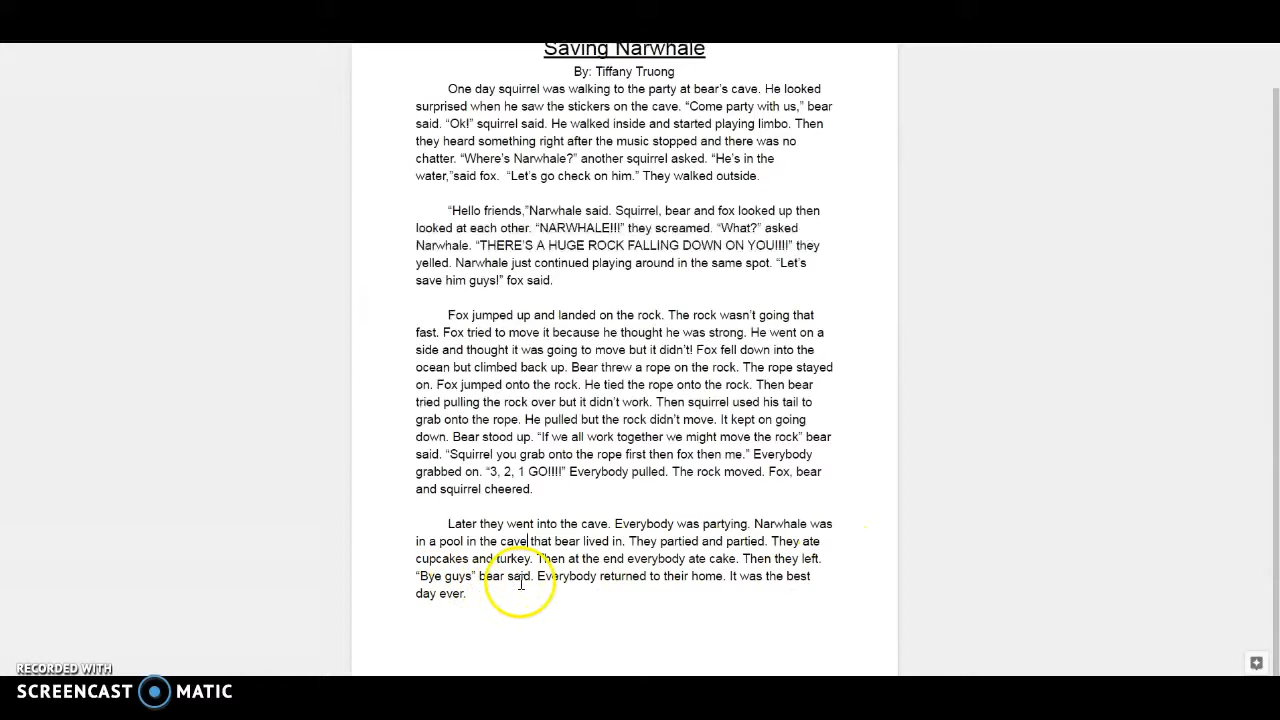 Saving Narwhale
By: Tiffany Truong
One day squirrel was walking to the party at bear's cave. He looked
surprised when he saw the stickers on the cave. “Come party with us,” bear
said. “Ok!” squirrel said. He walked inside and started playing limbo. Then
they heard something right after the music stopped and there was no
chatter. “Where's Narwhale?” another squirrel asked. “He's in the
water,”said fox.  “Let's go check on him.” They walked outside.
“Hello friends,”Narwhale said. Squirrel, bear and fox looked up then
looked at each other. “NARWHALE!!!” they screamed. “What?” asked
Narwhale. “THERE'S A HUGE ROCK FALLING DOWN ON YOU!!!!” they
yelled. Narwhale just continued playing around in the same spot. “Let's
save him guys!” fox said.
Fox jumped up and landed on the rock. The rock wasn't going that
fast. Fox tried to move it because he thought he was strong. He went on a
side and thought it was going to move but it didn't! Fox fell down into the
ocean but climbed back up. Bear threw a rope on the rock. The rope stayed
on. Fox jumped onto the rock. He tied the rope onto the rock. Then bear
tried pulling the rock over but it didn't work. Then squirrel used his tail to
grab onto the rope. He pulled but the rock didn't move. It kept on going
down. Bear stood up. “If we all work together we might move the rock” bear
said. “Squirrel you grab onto the rope first then fox then me.” Everybody
grabbed on. “3, 2, 1 GO!!!!” Everybody pulled. The rock moved. Fox, bear
and squirrel cheered.
Later they went into the cave. Everybody was partying. Narwhale was
in a pool in the cave that bear lived in. They partied and partied. They ate
cupcakes and turkey. Then at the end everybody ate cake. Then they left.
“Bye guys” bear said. Everybody returned to their home. It was the best
day ever.
RECORDED WITH
SCREENCAST MATIC